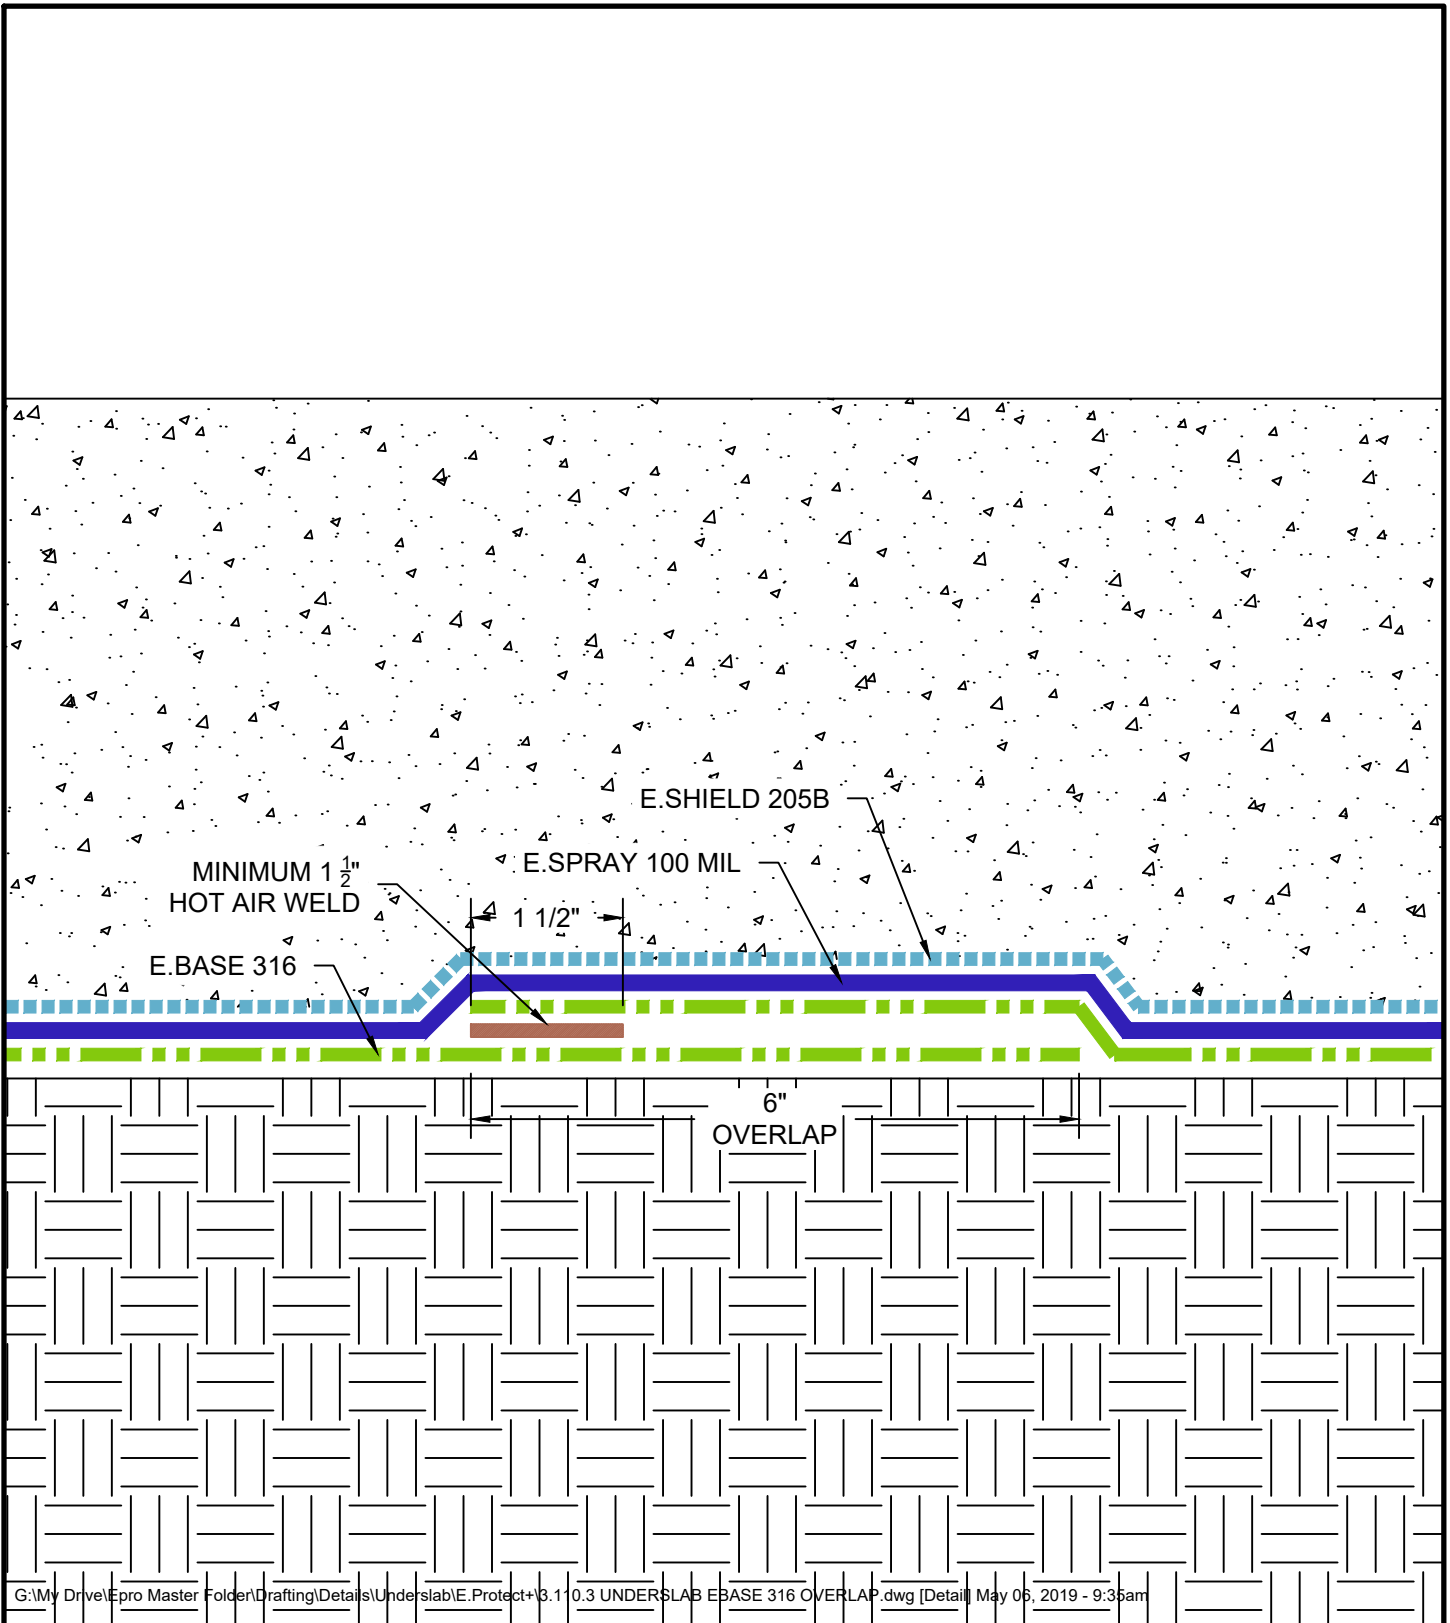 E.SHIELD 205B
E.SPRAY 100 MIL
MINIMUM 1 1/2"
HOT AIR WELD
1 1/2"
E.BASE 316
6"
OVERLAP
G:\My Drive\Epro Master Folder\Drafting\Details\Underslab\E.Protect+\3.110.3 UNDERSLAB EBASE 316 OVERLAP.dwg [Detail] May 06, 2019 - 9:35am